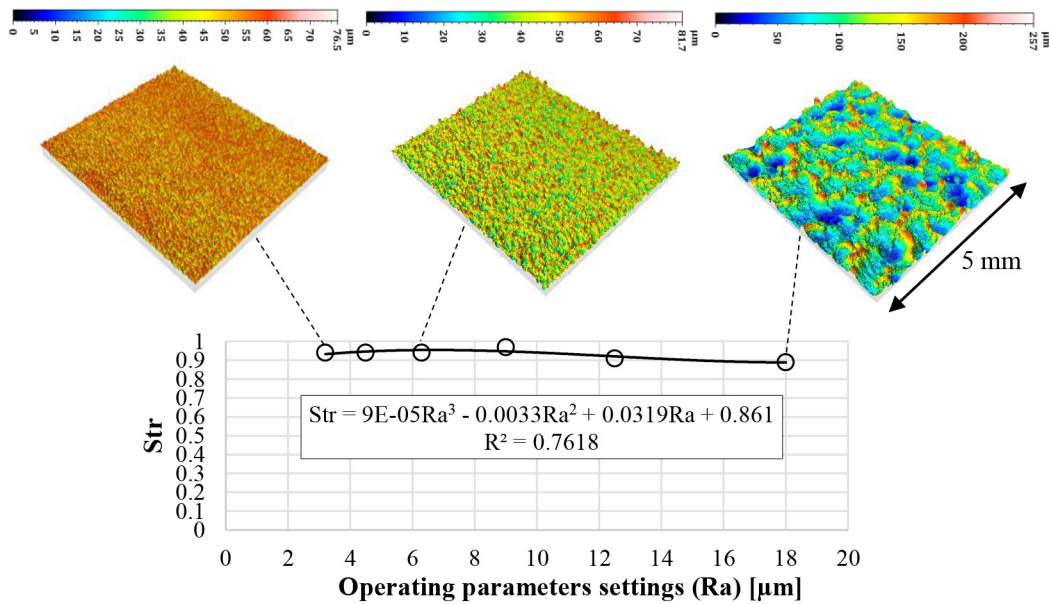 0 5 10 15 20 25 30 35 40 45 50 55 60 65 70 76.5 µm
0 10 20 30 40 50 60 70 81.7 µm
0 50 100 150 200 257 µm
5 mm
1
0.9
0.8
0.7
0.6
0.5
0.4
0.3
0.2
0.1
0
Str
Str = 9E-05Ra³ - 0.0033Ra² + 0.0319Ra + 0.861
R² = 0.7618
0 2 4 6 8 10 12 14 16 18 20
Operating parameters settings (Ra) [µm]